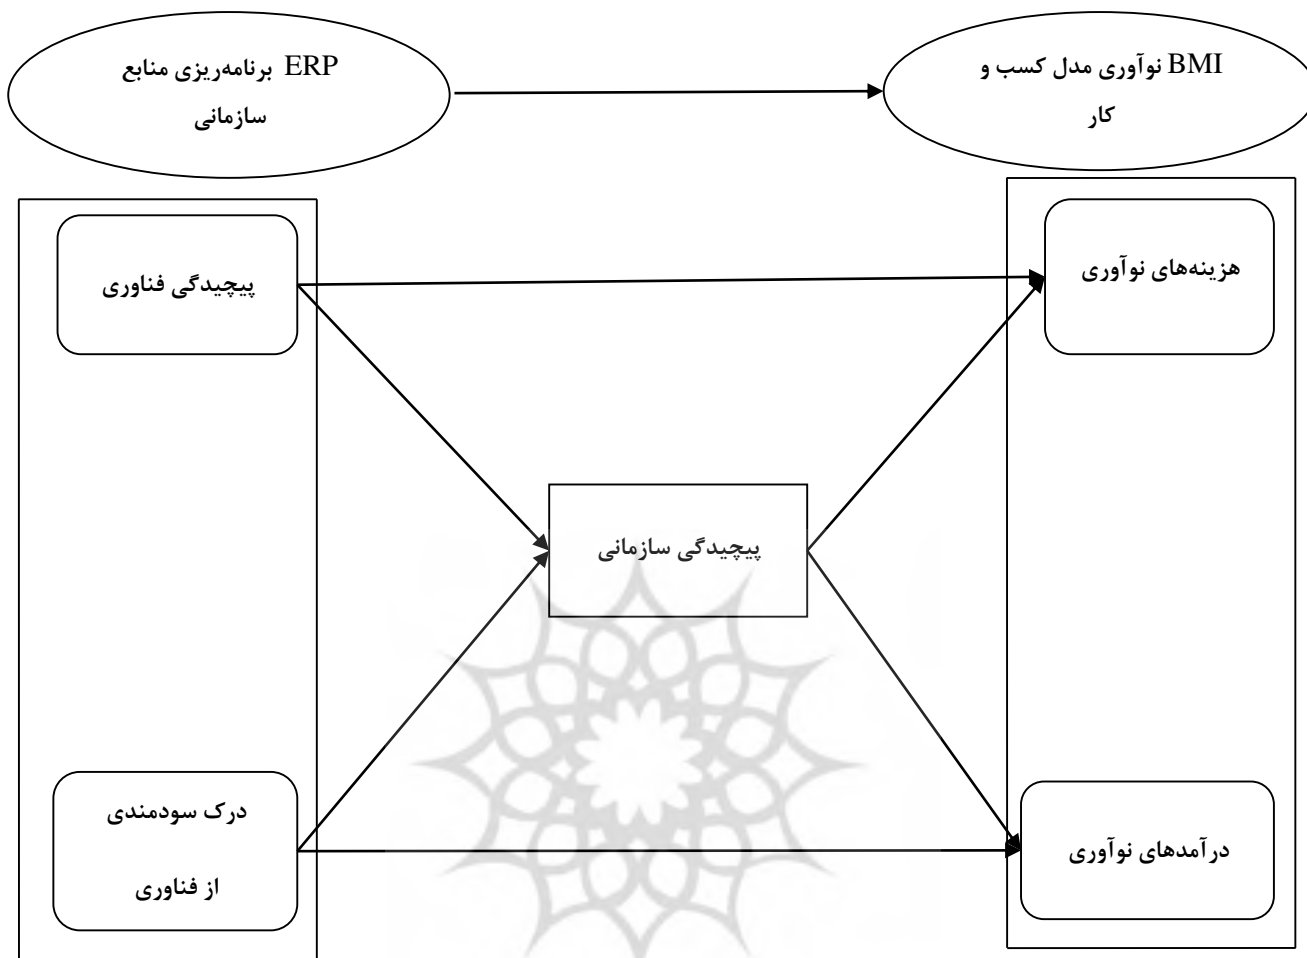 ERP برنامه‌ریزی منابع
سازمانی
BMI نوآوری مدل کسب و
کار
پیچیدگی فناوری
هزینه‌های نوآوری
پیچیدگی سازمانی
درک سودمندی
از فناوری
درآمدهای نوآوری